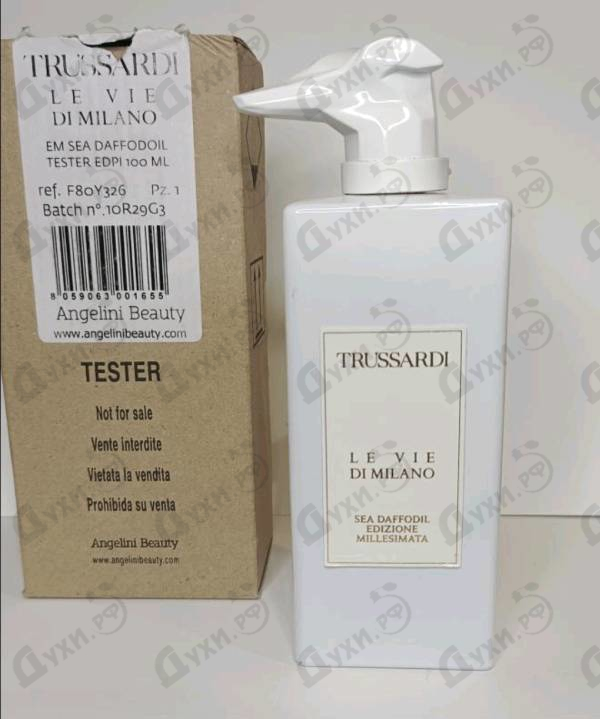 TRUSSARDI
LE VIE
DI MILANO
EM SEA DAFFODOIL
TESTER EDPI 100 ML
ref. F80Y326 Pz. 1
Batch n°.10R29G3
8 059063 001655
Angelini Beauty
www.angelinibeauty.com
TESTER
Not for sale
Vente interdite
Vietata la vendita
Prohibida su venta
Angelini Beauty
www.angelinibeauty.com
TRUSSARDI
LE VIE
DI MILANO
SEA DAFFODIL
EDIZIONE
MILLESIMATA
Духи.рф